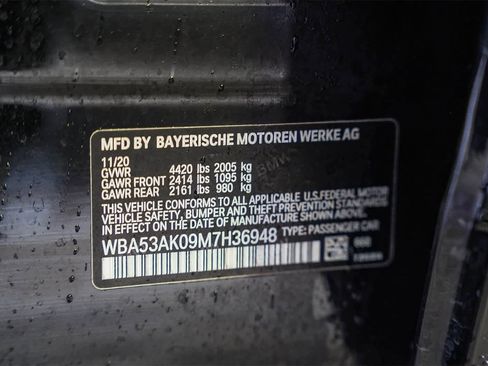 MFD BY BAYERISCHE MOTOREN WERKE AG
11/20
GVWR 4420 lbs 2005 kg
GAWR FRONT 2414 lbs 1095 kg
GAWR REAR 2161 lbs 980 kg
THIS VEHICLE CONFORMS TO ALL APPLICABLE U.S.FEDERAL MOTOR
VEHICLE SAFETY, BUMPER AND THEFT PREVENTION STANDARDS
IN EFFECT ON THE DATE OF MANUFACTURE SHOWN ABOVE.
WBA53AK09M7H36948 TYPE: PASSENGER CAR